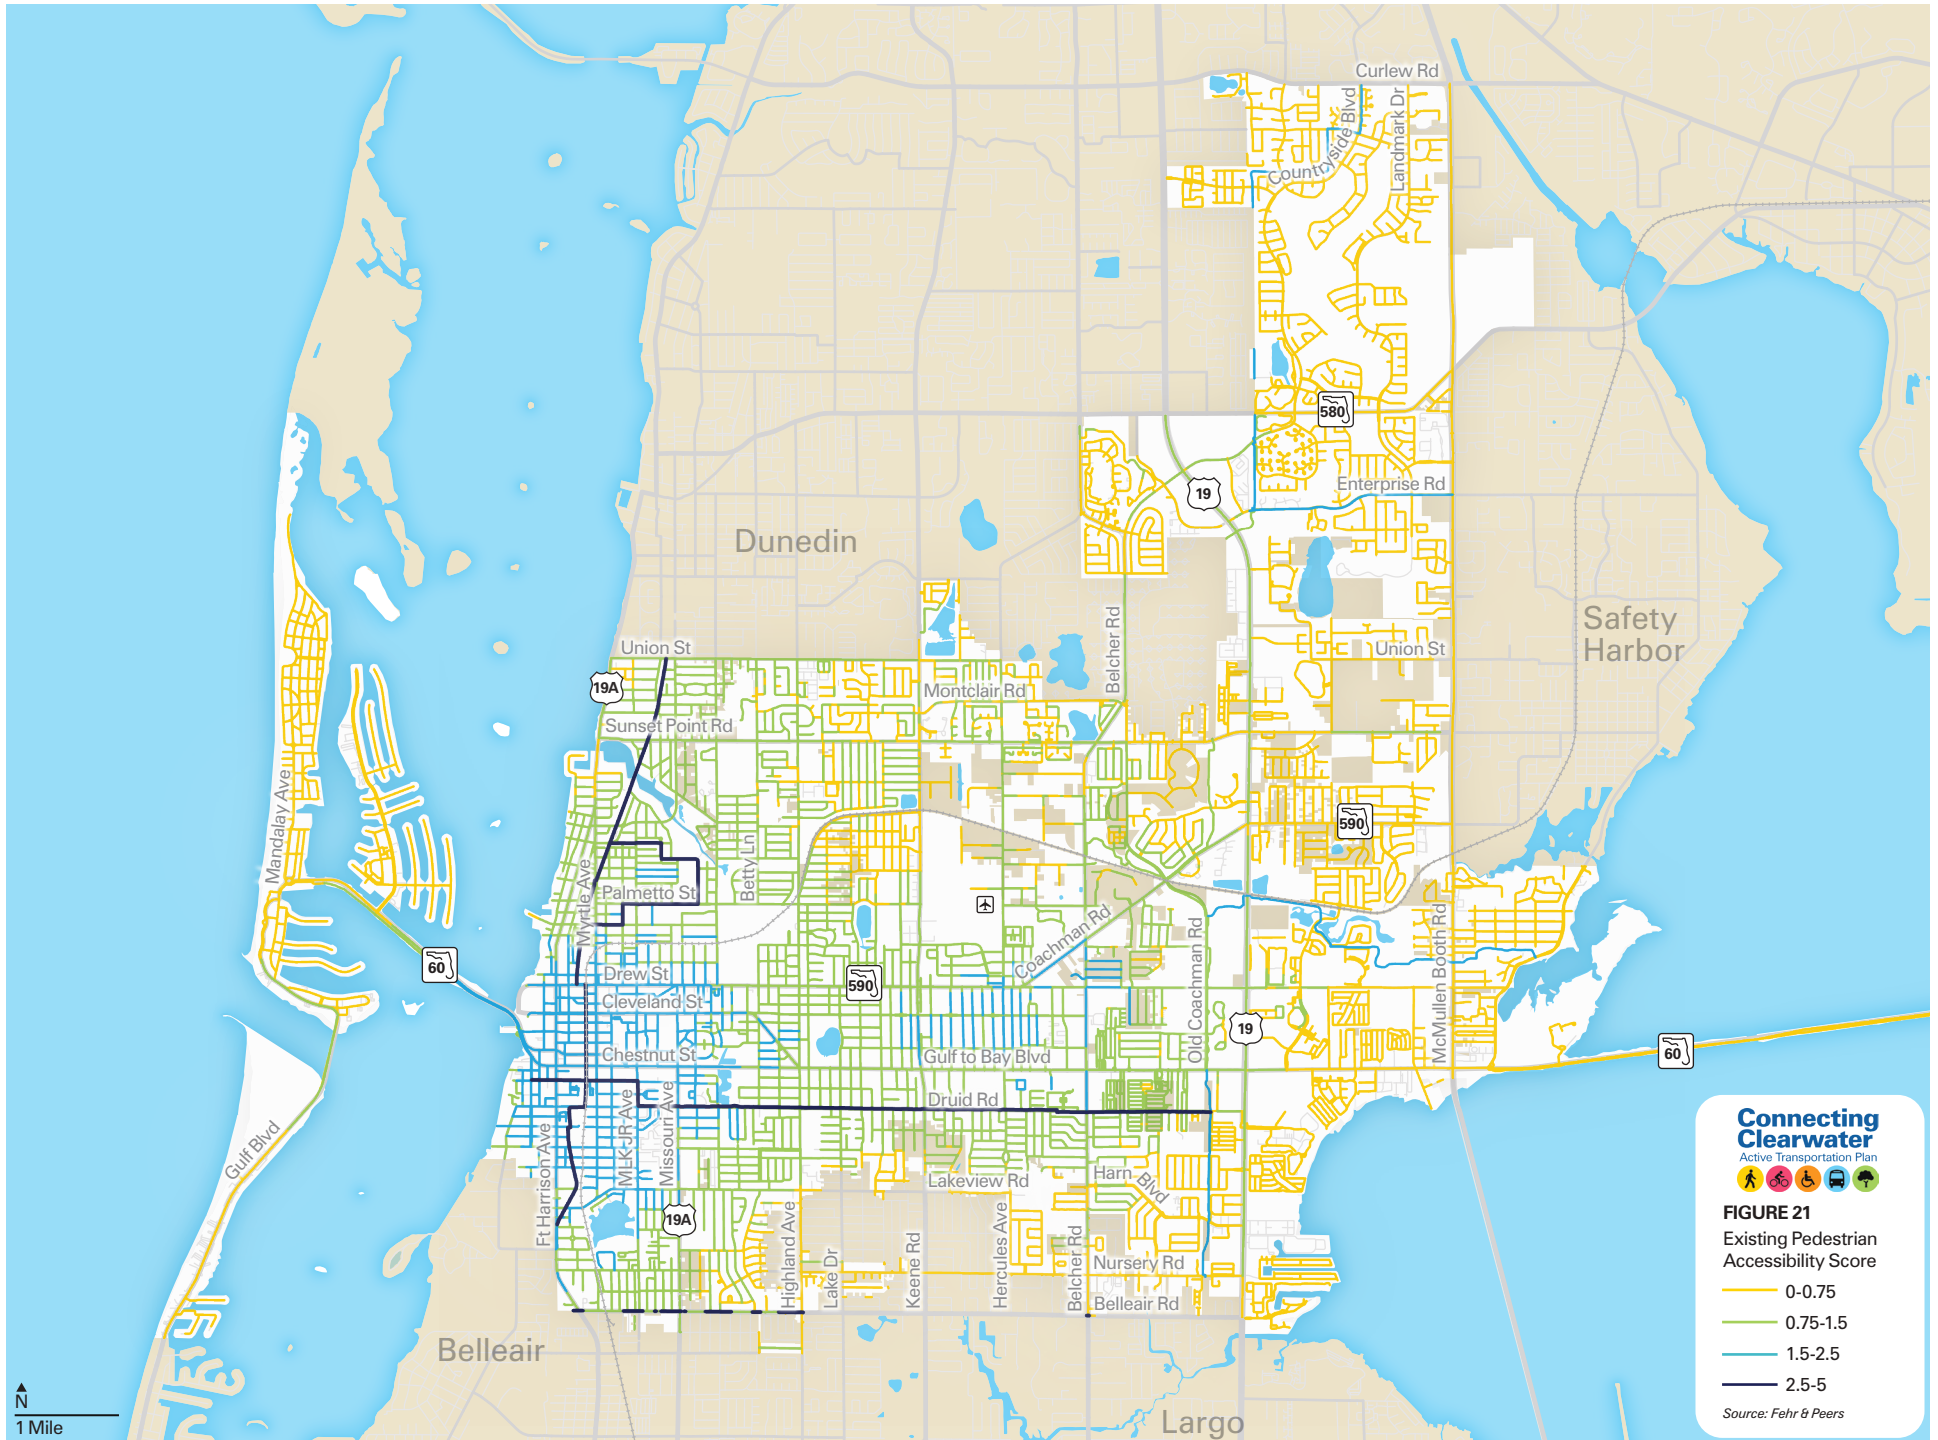 Curlew Rd
Countryside Blvd
Landmark Dr
580
19
Enterprise Rd
Dunedin
Safety
Harbor
Belcher Rd
Union St
Union St
19A
Montclair Rd
Sunset Point Rd
Mandalay Ave
590
Betty Ln
Myrtle Ave
Palmetto St
Coachman Rd
Old Coachman Rd
McMullen Booth Rd
60
Drew St
590
Cleveland St
19
Chestnut St
Gulf to Bay Blvd
60
Druid Rd
Gulf Blvd
Ft Harrison Ave
MLK JR Ave
Missouri Ave
Lakeview Rd
Harn Blvd
19A
Highland Ave
Lake Dr
Keene Rd
Hercules Ave
Belcher Rd
Nursery Rd
Belleair Rd
Belleair
Largo
N
1 Mile
Connecting
Clearwater
Active Transportation Plan
FIGURE 21
Existing Pedestrian
Accessibility Score
0-0.75
0.75-1.5
1.5-2.5
2.5-5
Source: Fehr & Peers